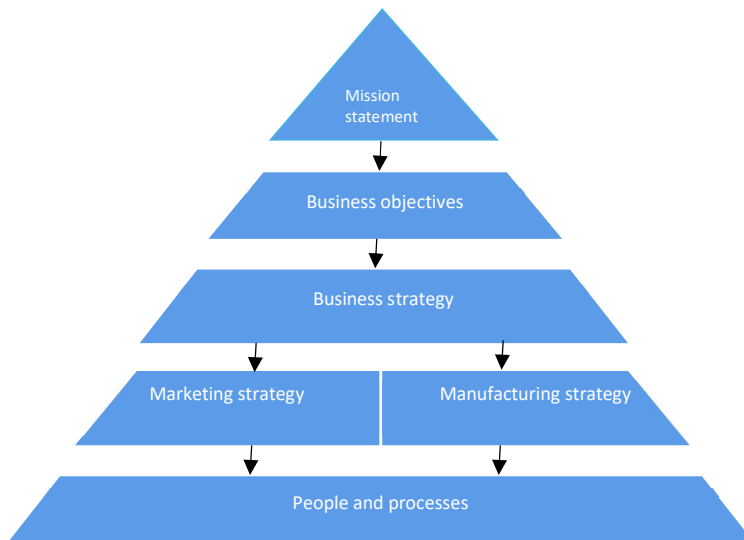 Mission
statement
Business objectives
Business strategy
Marketing strategy
Manufacturing strategy
People and processes